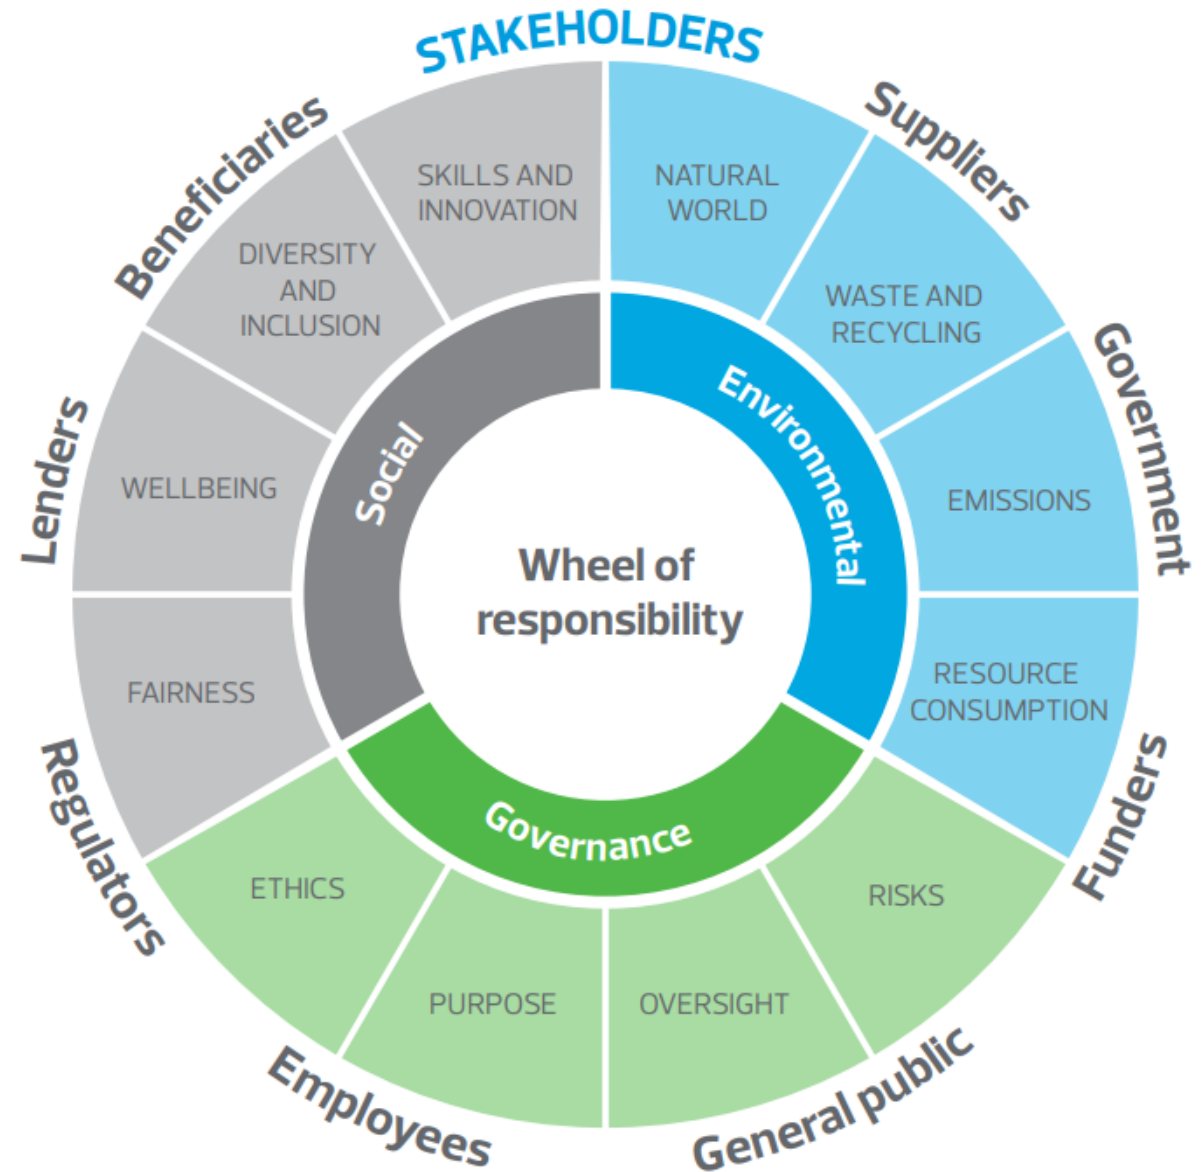 STAKEHOLDERS
Suppliers
Government
Funders
General public
Employees
Regulators
Lenders
Beneficiaries
NATURAL
WORLD
WASTE AND
RECYCLING
EMISSIONS
RESOURCE
CONSUMPTION
RISKS
OVERSIGHT
PURPOSE
ETHICS
FAIRNESS
WELLBEING
DIVERSITY
AND
INCLUSION
SKILLS AND
INNOVATION
Environmental
Governance
Social
Wheel of
responsibility